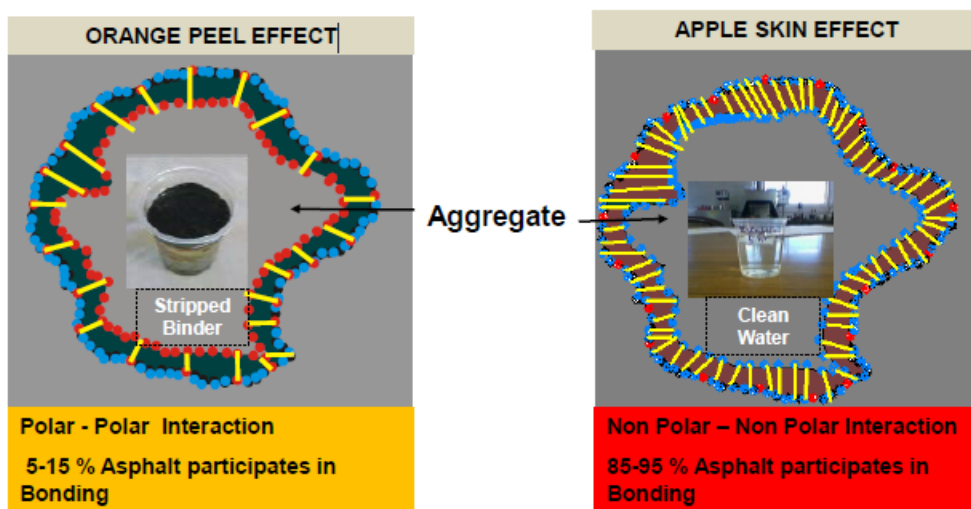 ORANGE PEEL EFFECT
APPLE SKIN EFFECT
Aggregate
Stripped
Binder
Clean
Water
Polar - Polar Interaction
5-15 % Asphalt participates in
Bonding
Non Polar – Non Polar Interaction
85-95 % Asphalt participates in
Bonding